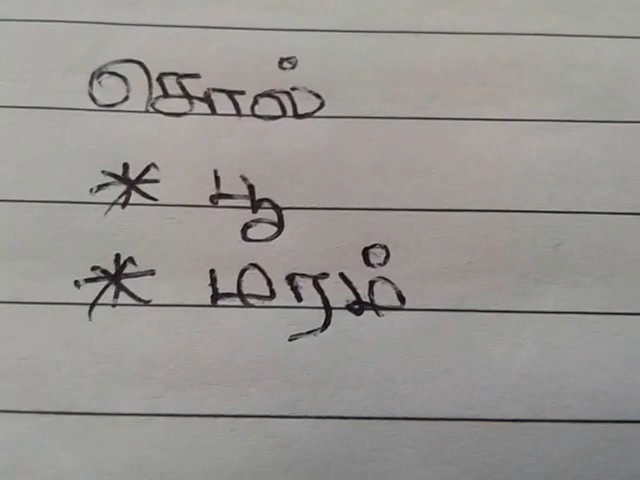 சொல்
* பூ
* மரம்